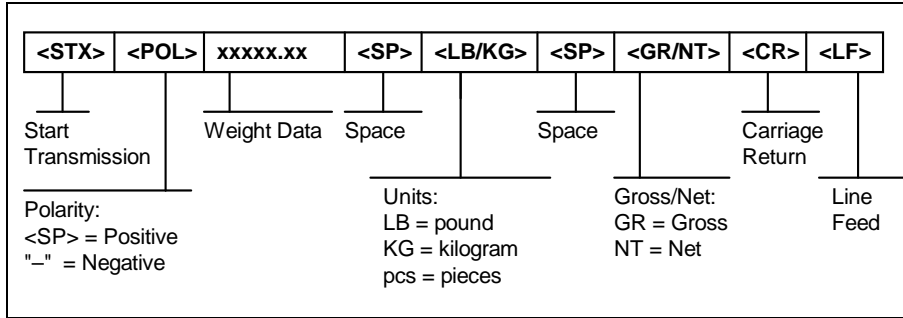 <STX> <POL> xxxxx.xx <SP> <LB/KG> <SP> <GR/NT> <CR> <LF>
Start
Transmission
Weight Data
Space
Space
Carriage
Return
Polarity:
<SP> = Positive
"–" = Negative
Units:
LB = pound
KG = kilogram
pcs = pieces
Gross/Net:
GR = Gross
NT = Net
Line
Feed